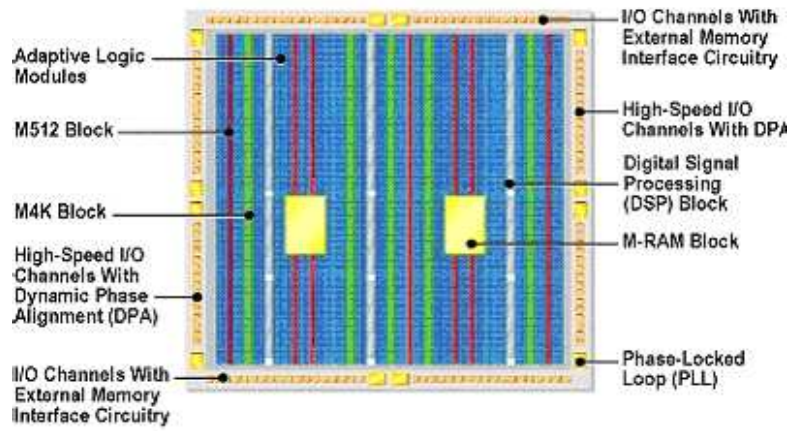 Adaptive Logic
Modules
M512 Block
M4K Block
High-Speed I/O
Channels With
Dynamic Phase
Alignment (DPA)
I/O Channels With
External Memory
Interface Circuitry
I/O Channels With
External Memory
Interface Circuitry
High-Speed I/O
Channels With DPA
Digital Signal
Processing
(DSP) Block
M-RAM Block
Phase-Locked
Loop (PLL)